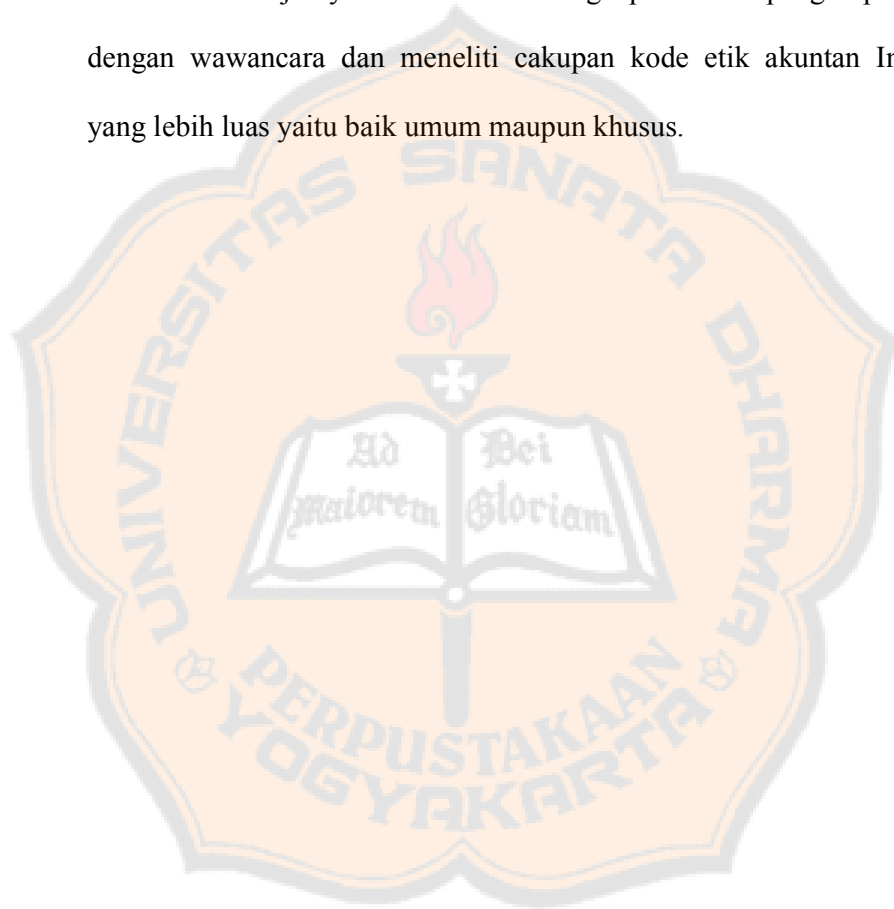 dengan wawancara dan meneliti cakupan kode etik akuntan
yang lebih luas yaitu baik umum maupun khusus.
UNIVERSITAS SANATA DHARMA
Ad Dei
Maiorem Gloriam
PERPUSTAKAAN
YOGYAKARTA